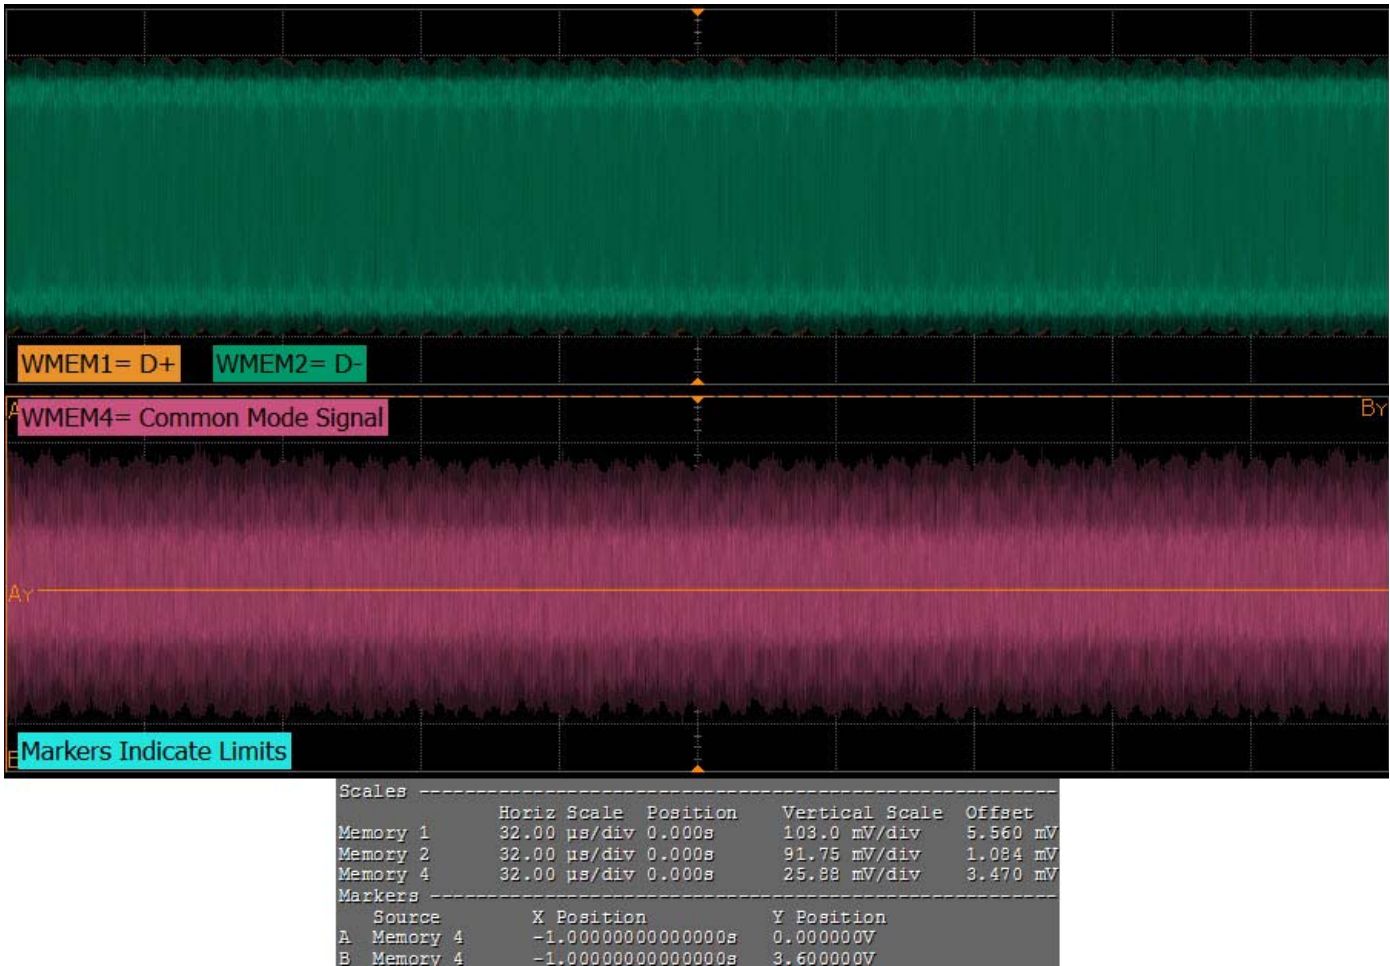 WMEM1= D+ WMEM2= D-
A WMEM4= Common Mode Signal By
Ay
Markers Indicate Limits
Scales
Horiz Scale Position Vertical Scale Offset
Memory 1 32.00 µs/div 0.000s 103.0 mV/div 5.560 mV
Memory 2 32.00 µs/div 0.000s 91.75 mV/div 1.084 mV
Memory 4 32.00 µs/div 0.000s 25.88 mV/div 3.470 mV
Markers
Source X Position Y Position
A Memory 4 -1.00000000000000s 0.000000V
B Memory 4 -1.00000000000000s 3.600000V